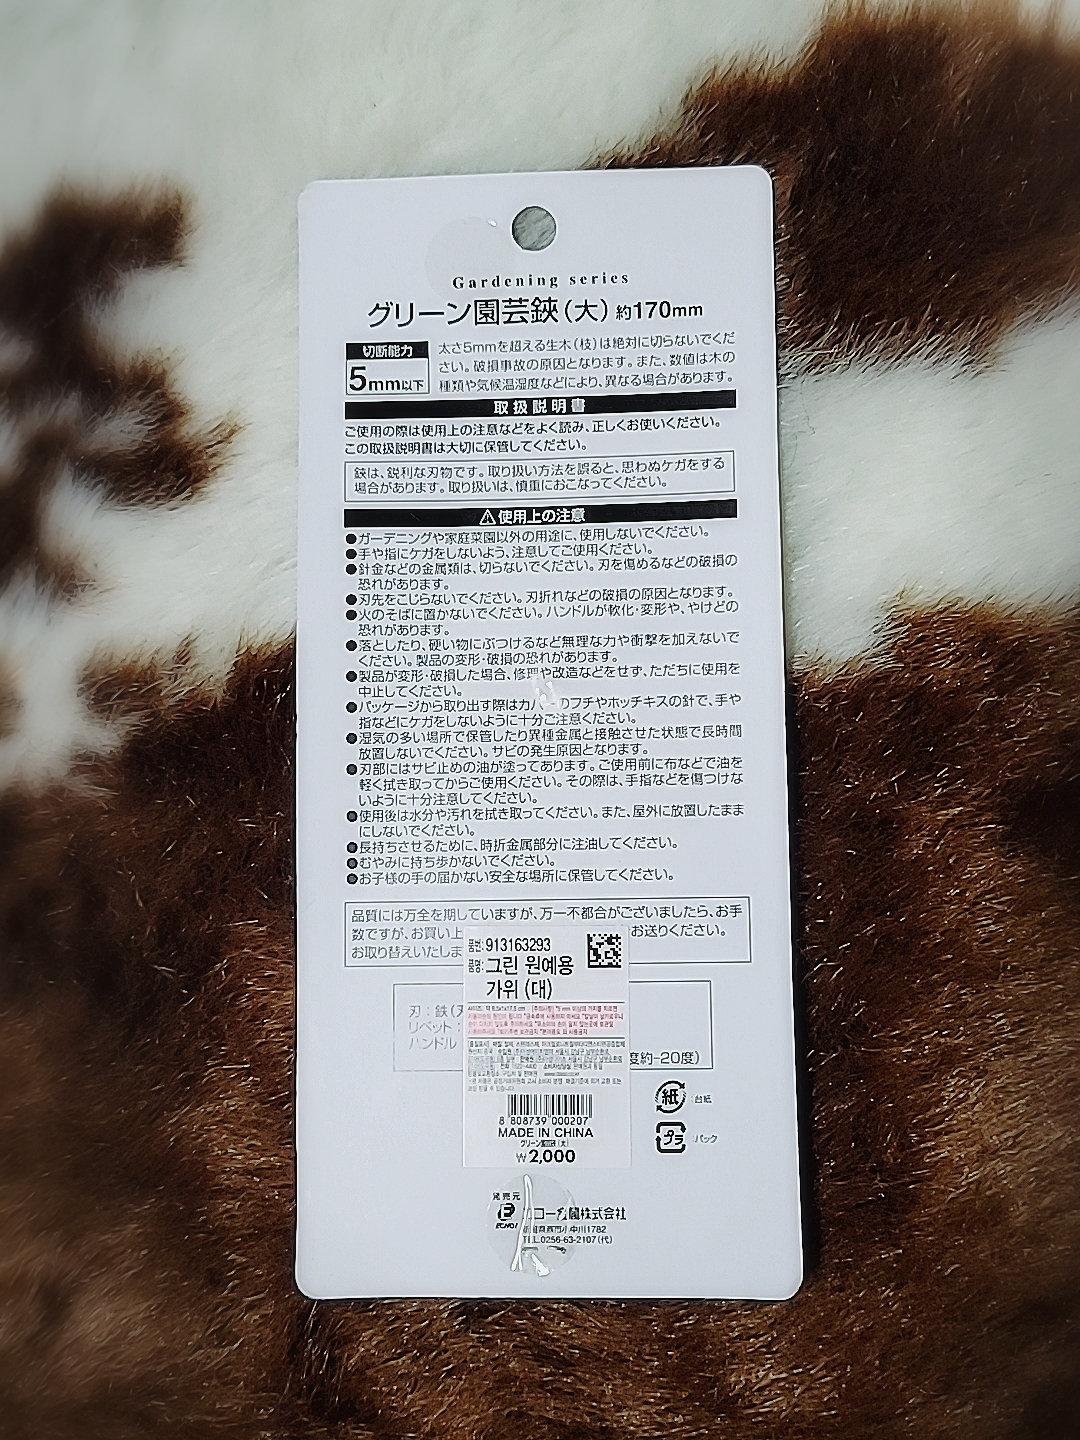 Gardening series
グリーン園芸鋏(大) 約170mm
切断能力
5mm以下
太さ5mmを超える生木(枝)は絶対に切らないでくだ
さい。破損事故の原因となります。また、数値は木の
種類や気候温湿度などにより、異なる場合があります。
取扱説明書
ご使用の際は使用上の注意などをよく読み、正しくお使いください。
この取扱説明書は大切に保管してください。
鋏は、鋭利な刃物です。取り扱い方法を誤ると、思わぬケガをする
場合があります。取り扱いは、慎重におこなってください。
⚠使用上の注意
●ガーデニングや家庭菜園以外の用途に、使用しないでください。
●手や指にケガをしないよう、注意してご使用ください。
●針金などの金属類は、切らないでください。刃を傷めるなどの破損の
恐れがあります。
●刃先をこじらないでください。刃折れなどの破損の原因となります。
●火のそばに置かないでください。ハンドルが軟化・変形や、やけどの
恐れがあります。
●落としたり、硬い物にぶつけるなど無理な力や衝撃を加えないで
ください。製品の変形・破損の恐れがあります。
●製品が変形・破損した場合、修理や改造などをせず、ただちに使用を
中止してください。
●パッケージから取り出す際はカバ のフチやホッチキスの針で、手や
指などにケガをしないように十分ご注意ください。
●湿気の多い場所で保管したり異種金属と接触させた状態で長時間
放置しないでください。サビの発生原因となります。
●刃部にはサビ止めの油が塗ってあります。ご使用前に布などで油を
軽く拭き取ってからご使用ください。その際は、手指などを傷つけな
いように十分注意してください。
●使用後は水分や汚れを拭き取ってください。また、屋外に放置したまま
にしないでください。
●長持ちさせるために、時折金属部分に注油してください。
●むやみに持ち歩かないでください。
●お子様の手の届かない安全な場所に保管してください。
品質には万全を期していますが、万一不都合がございましたら、お手
数ですが、お買い上 お送りください。
お取り替えいたしま
品番: 913163293
品名: 그린 원예용
가위 (대)
刃:鉄(刃
リベット:
ハンドル
度約-20度)
8 808739 000207
MADE IN CHINA
(大)
₩2,000
紙 :台紙
プラ :パック
発売元
ECHO
コー 株式会社
小中川1782
TEL.0256-63-2107(代)